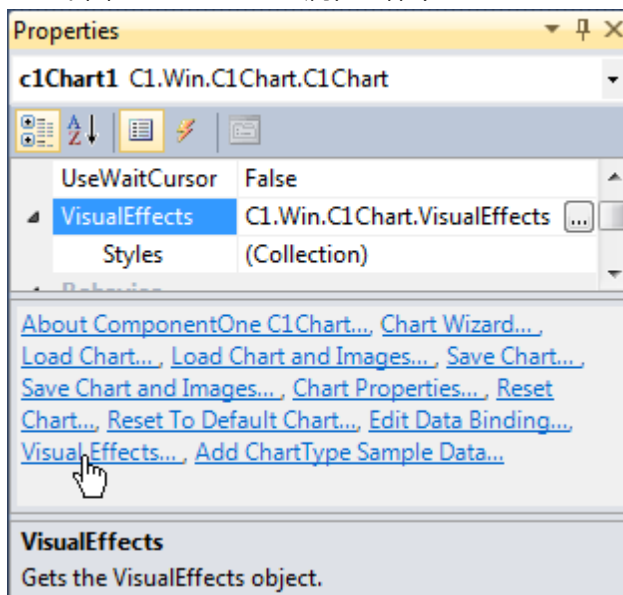 Properties
c1Chart1 C1.Win.C1Chart.C1Chart
UseWaitCursor False
VisualEffects C1.Win.C1Chart.VisualEffects ...
Styles (Collection)
About ComponentOne C1Chart..., Chart Wizard... ,
Load Chart... , Load Chart and Images... , Save Chart... ,
Save Chart and Images... , Chart Properties... , Reset
Chart..., Reset To Default Chart..., Edit Data Binding...,
Visual Effects... , Add ChartType Sample Data...
VisualEffects
Gets the VisualEffects object.